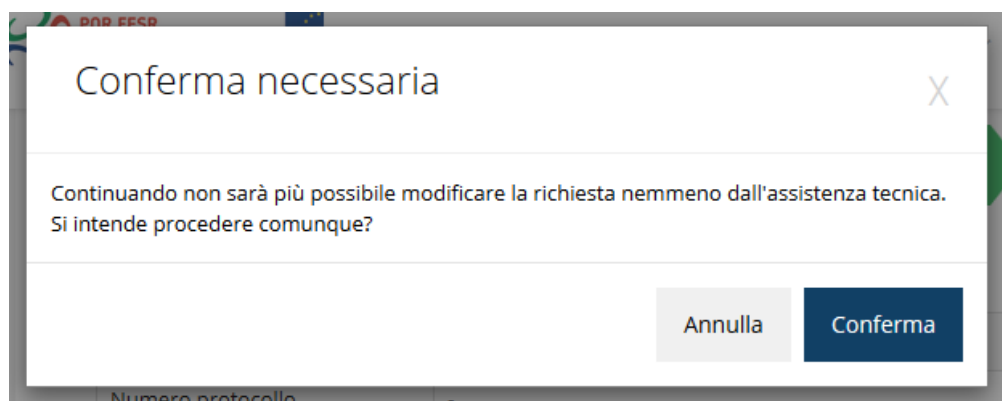 POR FESR
Conferma necessaria
X
Continuando non sarà più possibile modificare la richiesta nemmeno dall'assistenza tecnica.
Si intende procedere comunque?
Annulla
Conferma
Numero protocollo